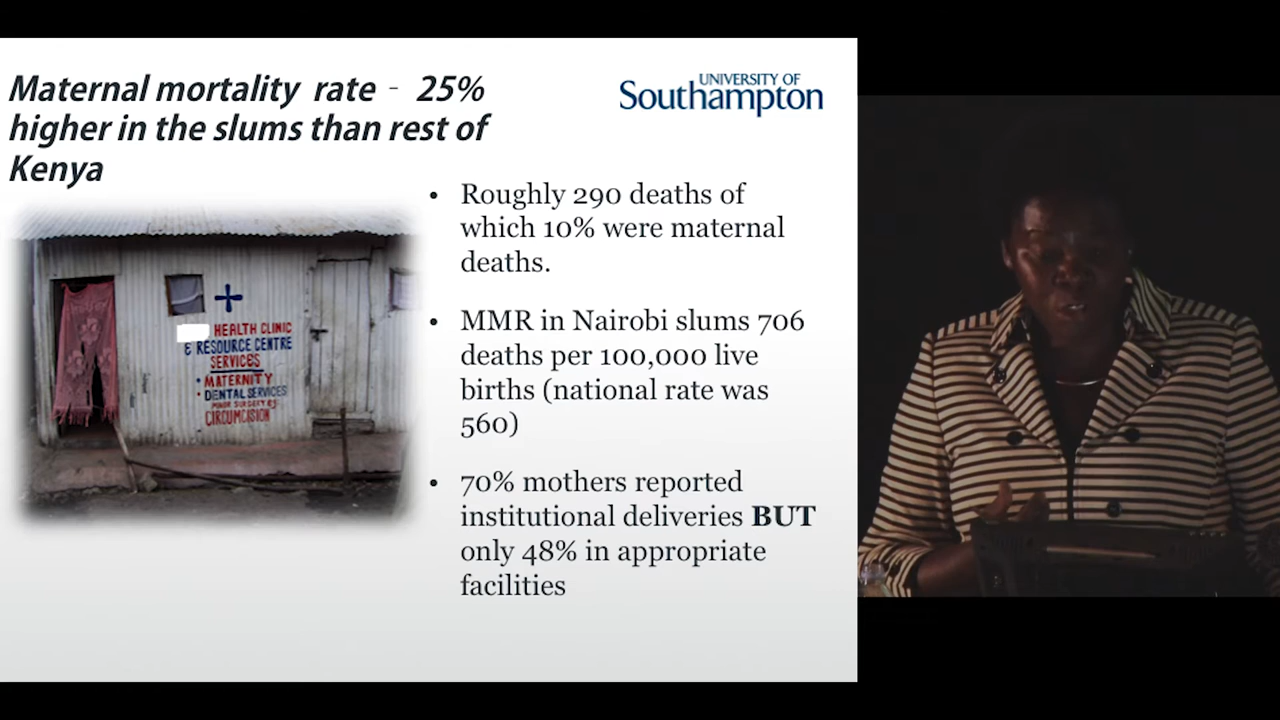 Maternal mortality rate - 25%
higher in the slums than rest of
Kenya
UNIVERSITY OF
Southampton
HEALTH CLINIC
& RESOURCE CENTRE
SERVICES
• MATERNITY
• DENTAL SERVICES
MINOR SURGERY eg
CIRCUMCISION
• Roughly 290 deaths of
which 10% were maternal
deaths.
• MMR in Nairobi slums 706
deaths per 100,000 live
births (national rate was
560)
• 70% mothers reported
institutional deliveries BUT
only 48% in appropriate
facilities